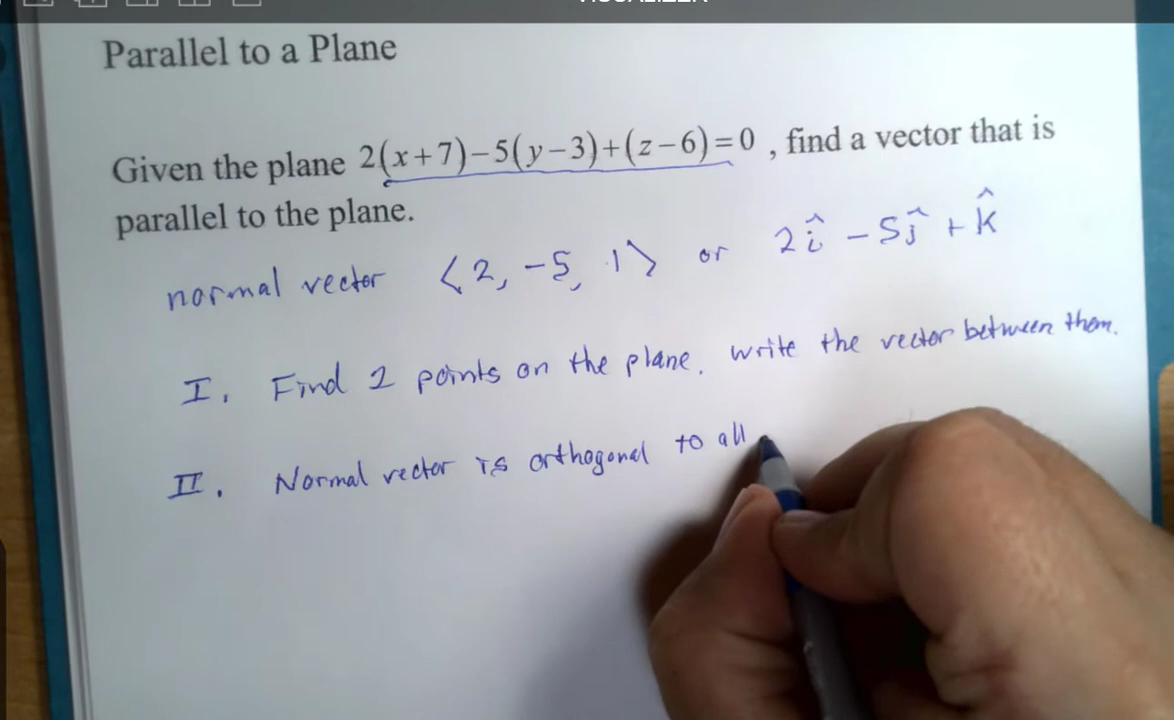 VISUALIZER
Parallel to a Plane
Given the plane 2(x+7)−5(y−3)+(z−6)=0 , find a vector that is
parallel to the plane.
normal vector ⟨2, −5, 1⟩ or 2î − 5ĵ + k̂
I. Find 2 points on the plane. write the vector between them.
II. Normal vector is orthogonal to all